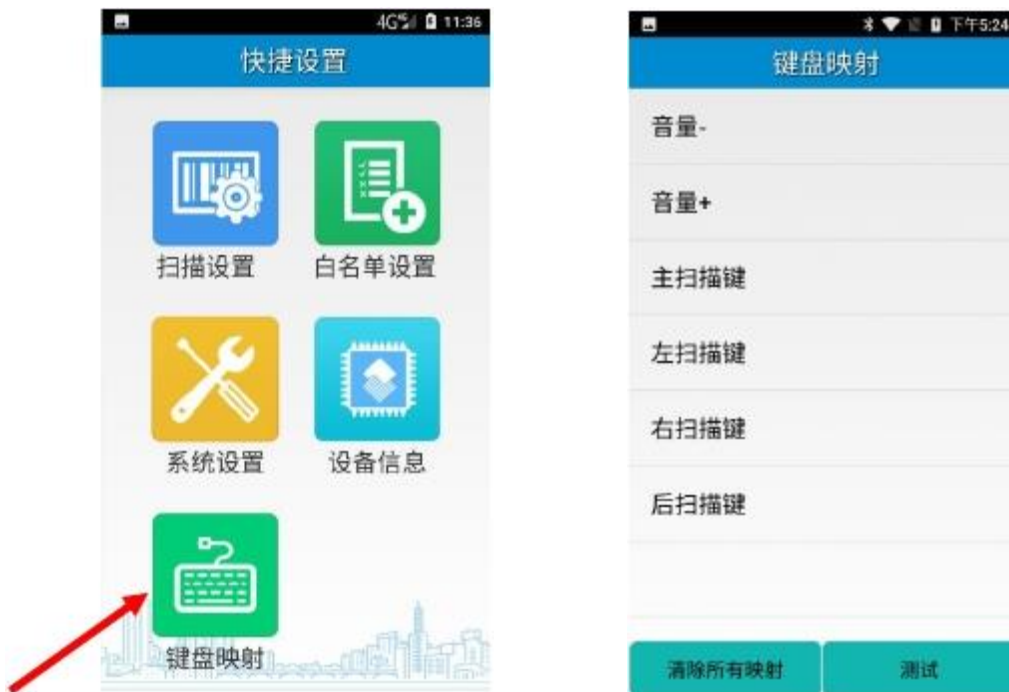 4G 11:36
快捷设置
扫描设置
白名单设置
系统设置
设备信息
键盘映射
下午5:24
键盘映射
音量-
音量+
主扫描键
左扫描键
右扫描键
后扫描键
清除所有映射
测试